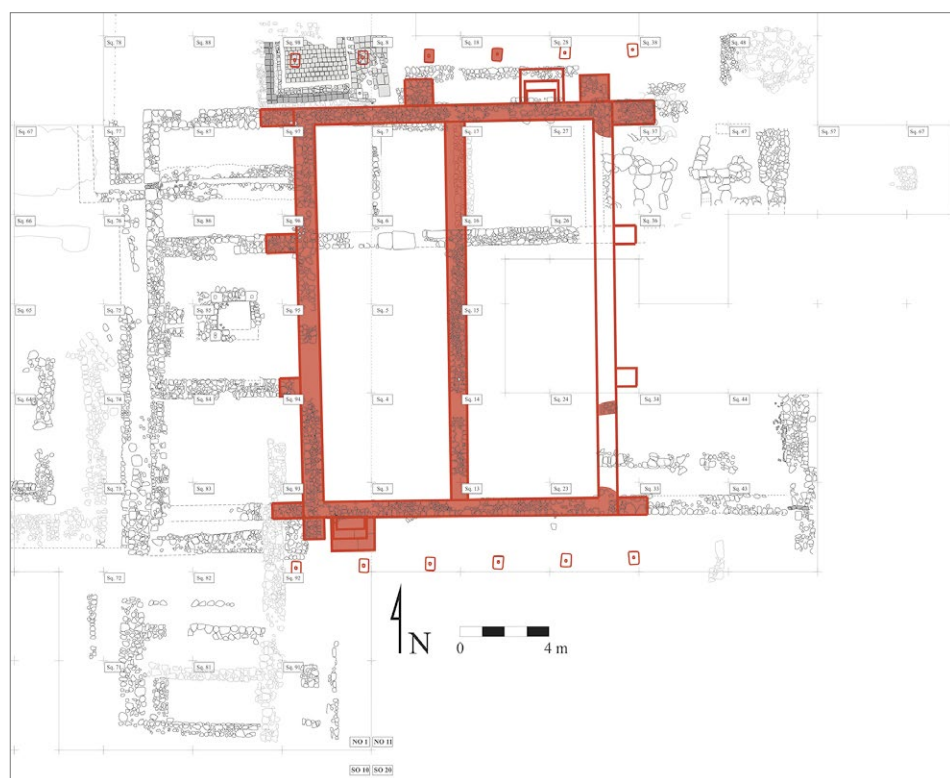 Sq. 78 Sq. 88 Sq. 98 Sq. 8 Sq. 18 Sq. 28 Sq. 38 Sq. 48
Sq. 67 Sq. 77 Sq. 87 Sq. 97 Sq. 7 Sq. 17 Sq. 27 Sq. 37 Sq. 47 Sq. 57 Sq. 67
Sq. 66 Sq. 76 Sq. 86 Sq. 96 Sq. 6 Sq. 16 Sq. 26 Sq. 36
Sq. 65 Sq. 75 Sq. 85 Sq. 95 Sq. 5 Sq. 15
Sq. 64 Sq. 74 Sq. 84 Sq. 94 Sq. 4 Sq. 14 Sq. 24 Sq. 34 Sq. 44
Sq. 73 Sq. 83 Sq. 93 Sq. 3 Sq. 13 Sq. 23 Sq. 33 Sq. 43
Sq. 72 Sq. 82 Sq. 92
N
0 4 m
Sq. 71 Sq. 81 Sq. 91
NO 1 NO 11
SO 10 SO 20